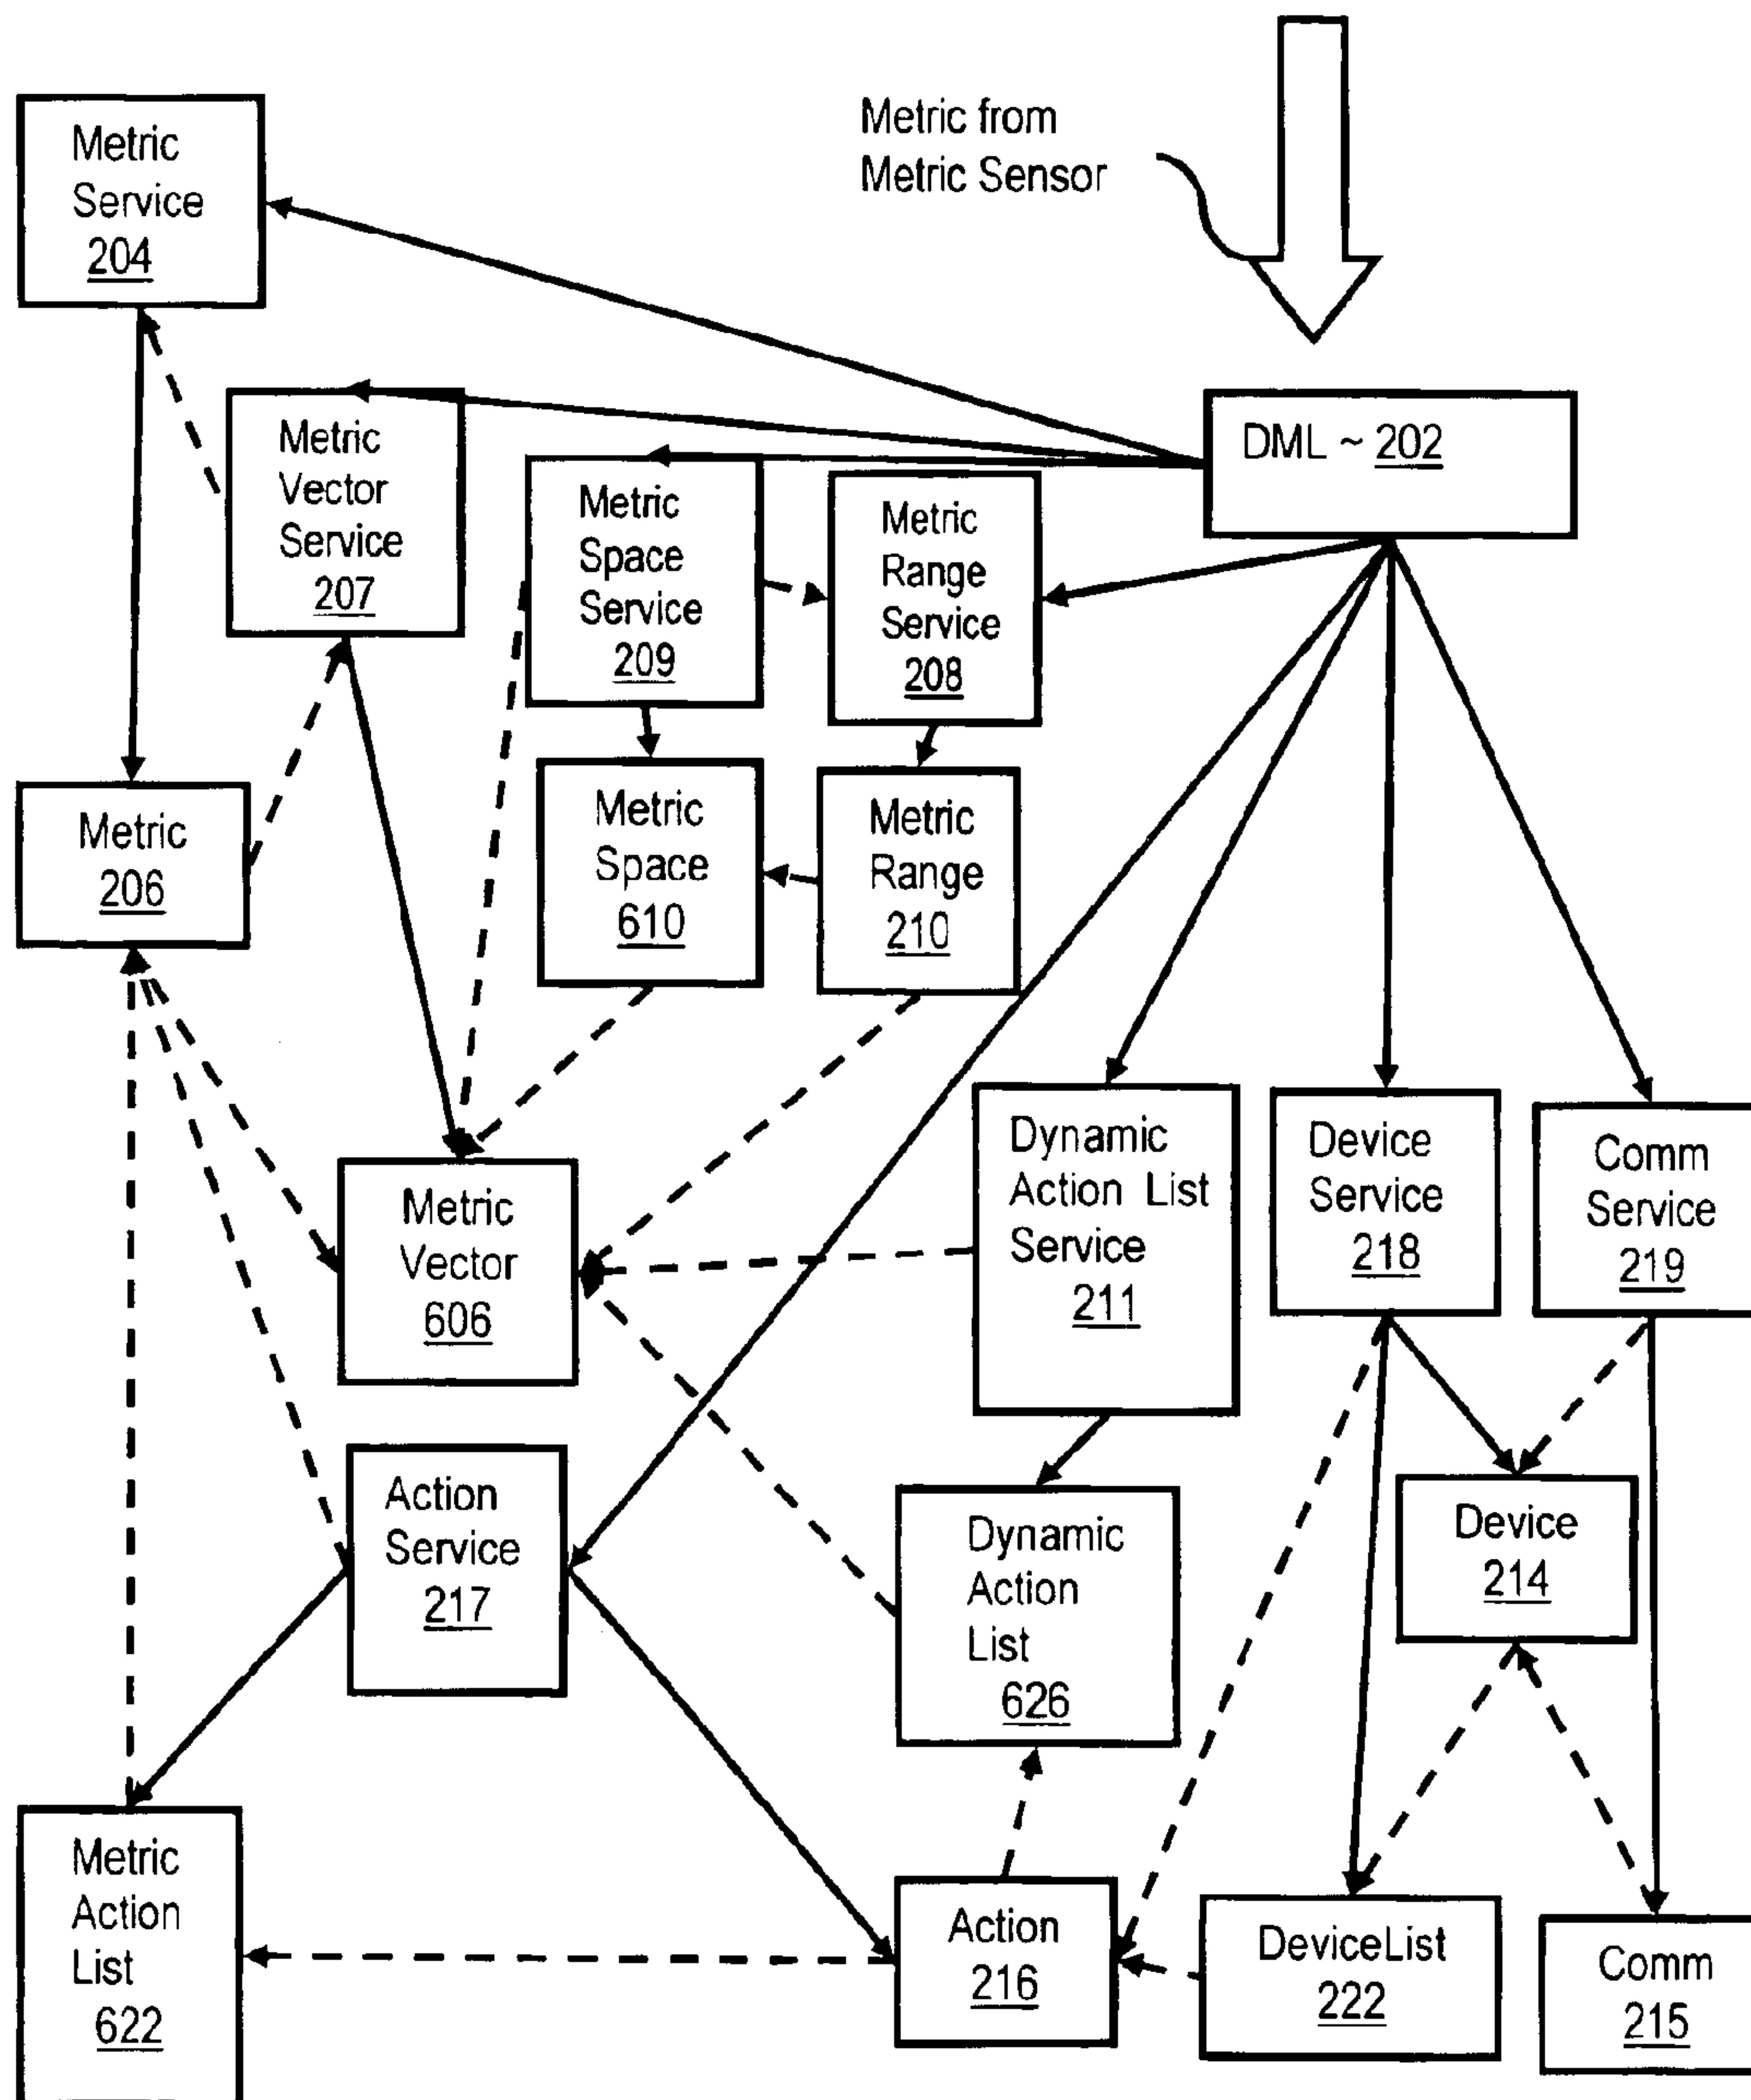 Metric from
Metric Sensor
Metric
Service
204
DML ~ 202
Metric
Vector
Service
207
Metric
Space
Service
209
Metric
Range
Service
208
Metric
206
Metric
Space
610
Metric
Range
210
Metric
Vector
606
Dynamic
Action List
Service
211
Device
Service
218
Comm
Service
219
Action
Service
217
Dynamic
Action
List
626
Device
214
Metric
Action
List
622
Action
216
DeviceList
222
Comm
215